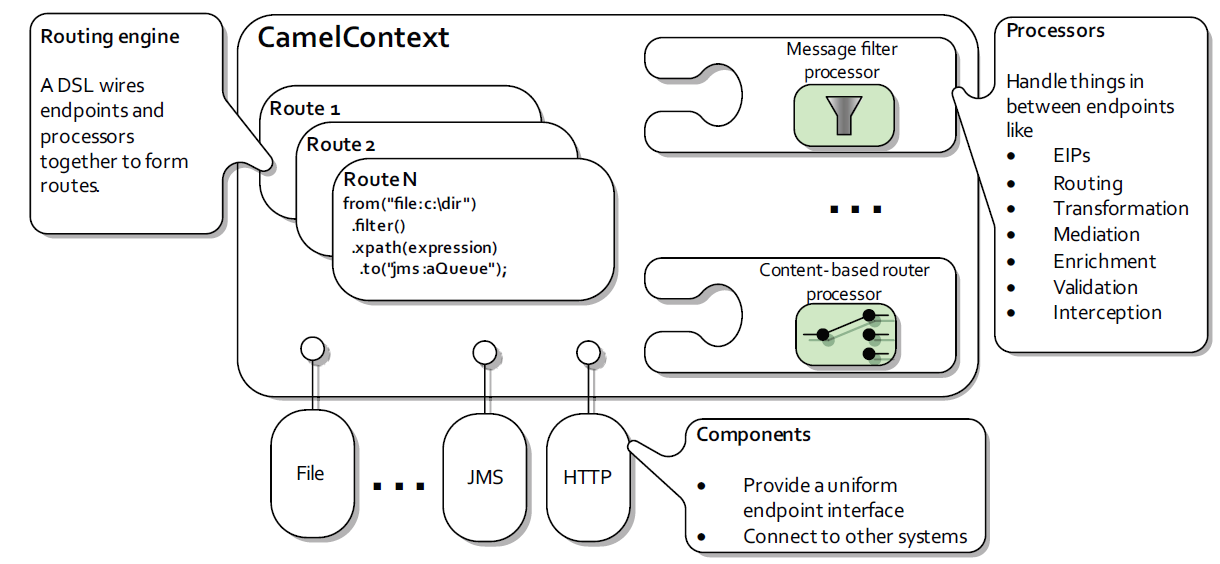 Routing engine
A DSL wires
endpoints and
processors
together to form
routes.
CamelContext
Route 1
Route 2
Route N
from("file:c:\dir")
.filter()
.xpath(expression)
.to("jms:aQueue");
Message filter
processor
...
Content-based router
processor
Processors
Handle things in
between endpoints
like
• EIPs
• Routing
• Transformation
• Mediation
• Enrichment
• Validation
• Interception
File
...
JMS
HTTP
Components
• Provide a uniform
endpoint interface
• Connect to other systems